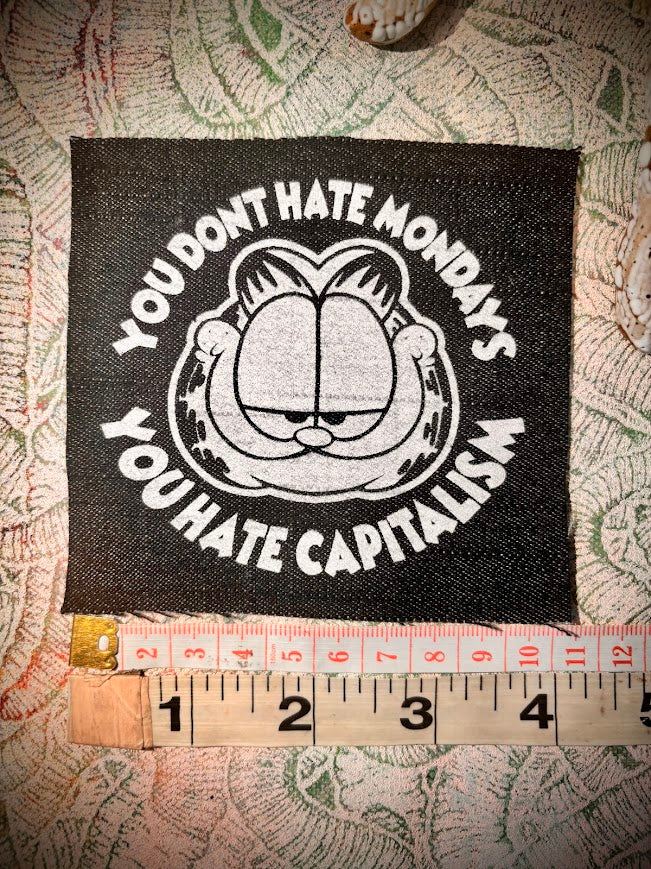 YOU DONT HATE MONDAYS
YOU HATE CAPITALISM
2 3 4 5 6 7 8 9 10 11 12
1 2 3 4 5